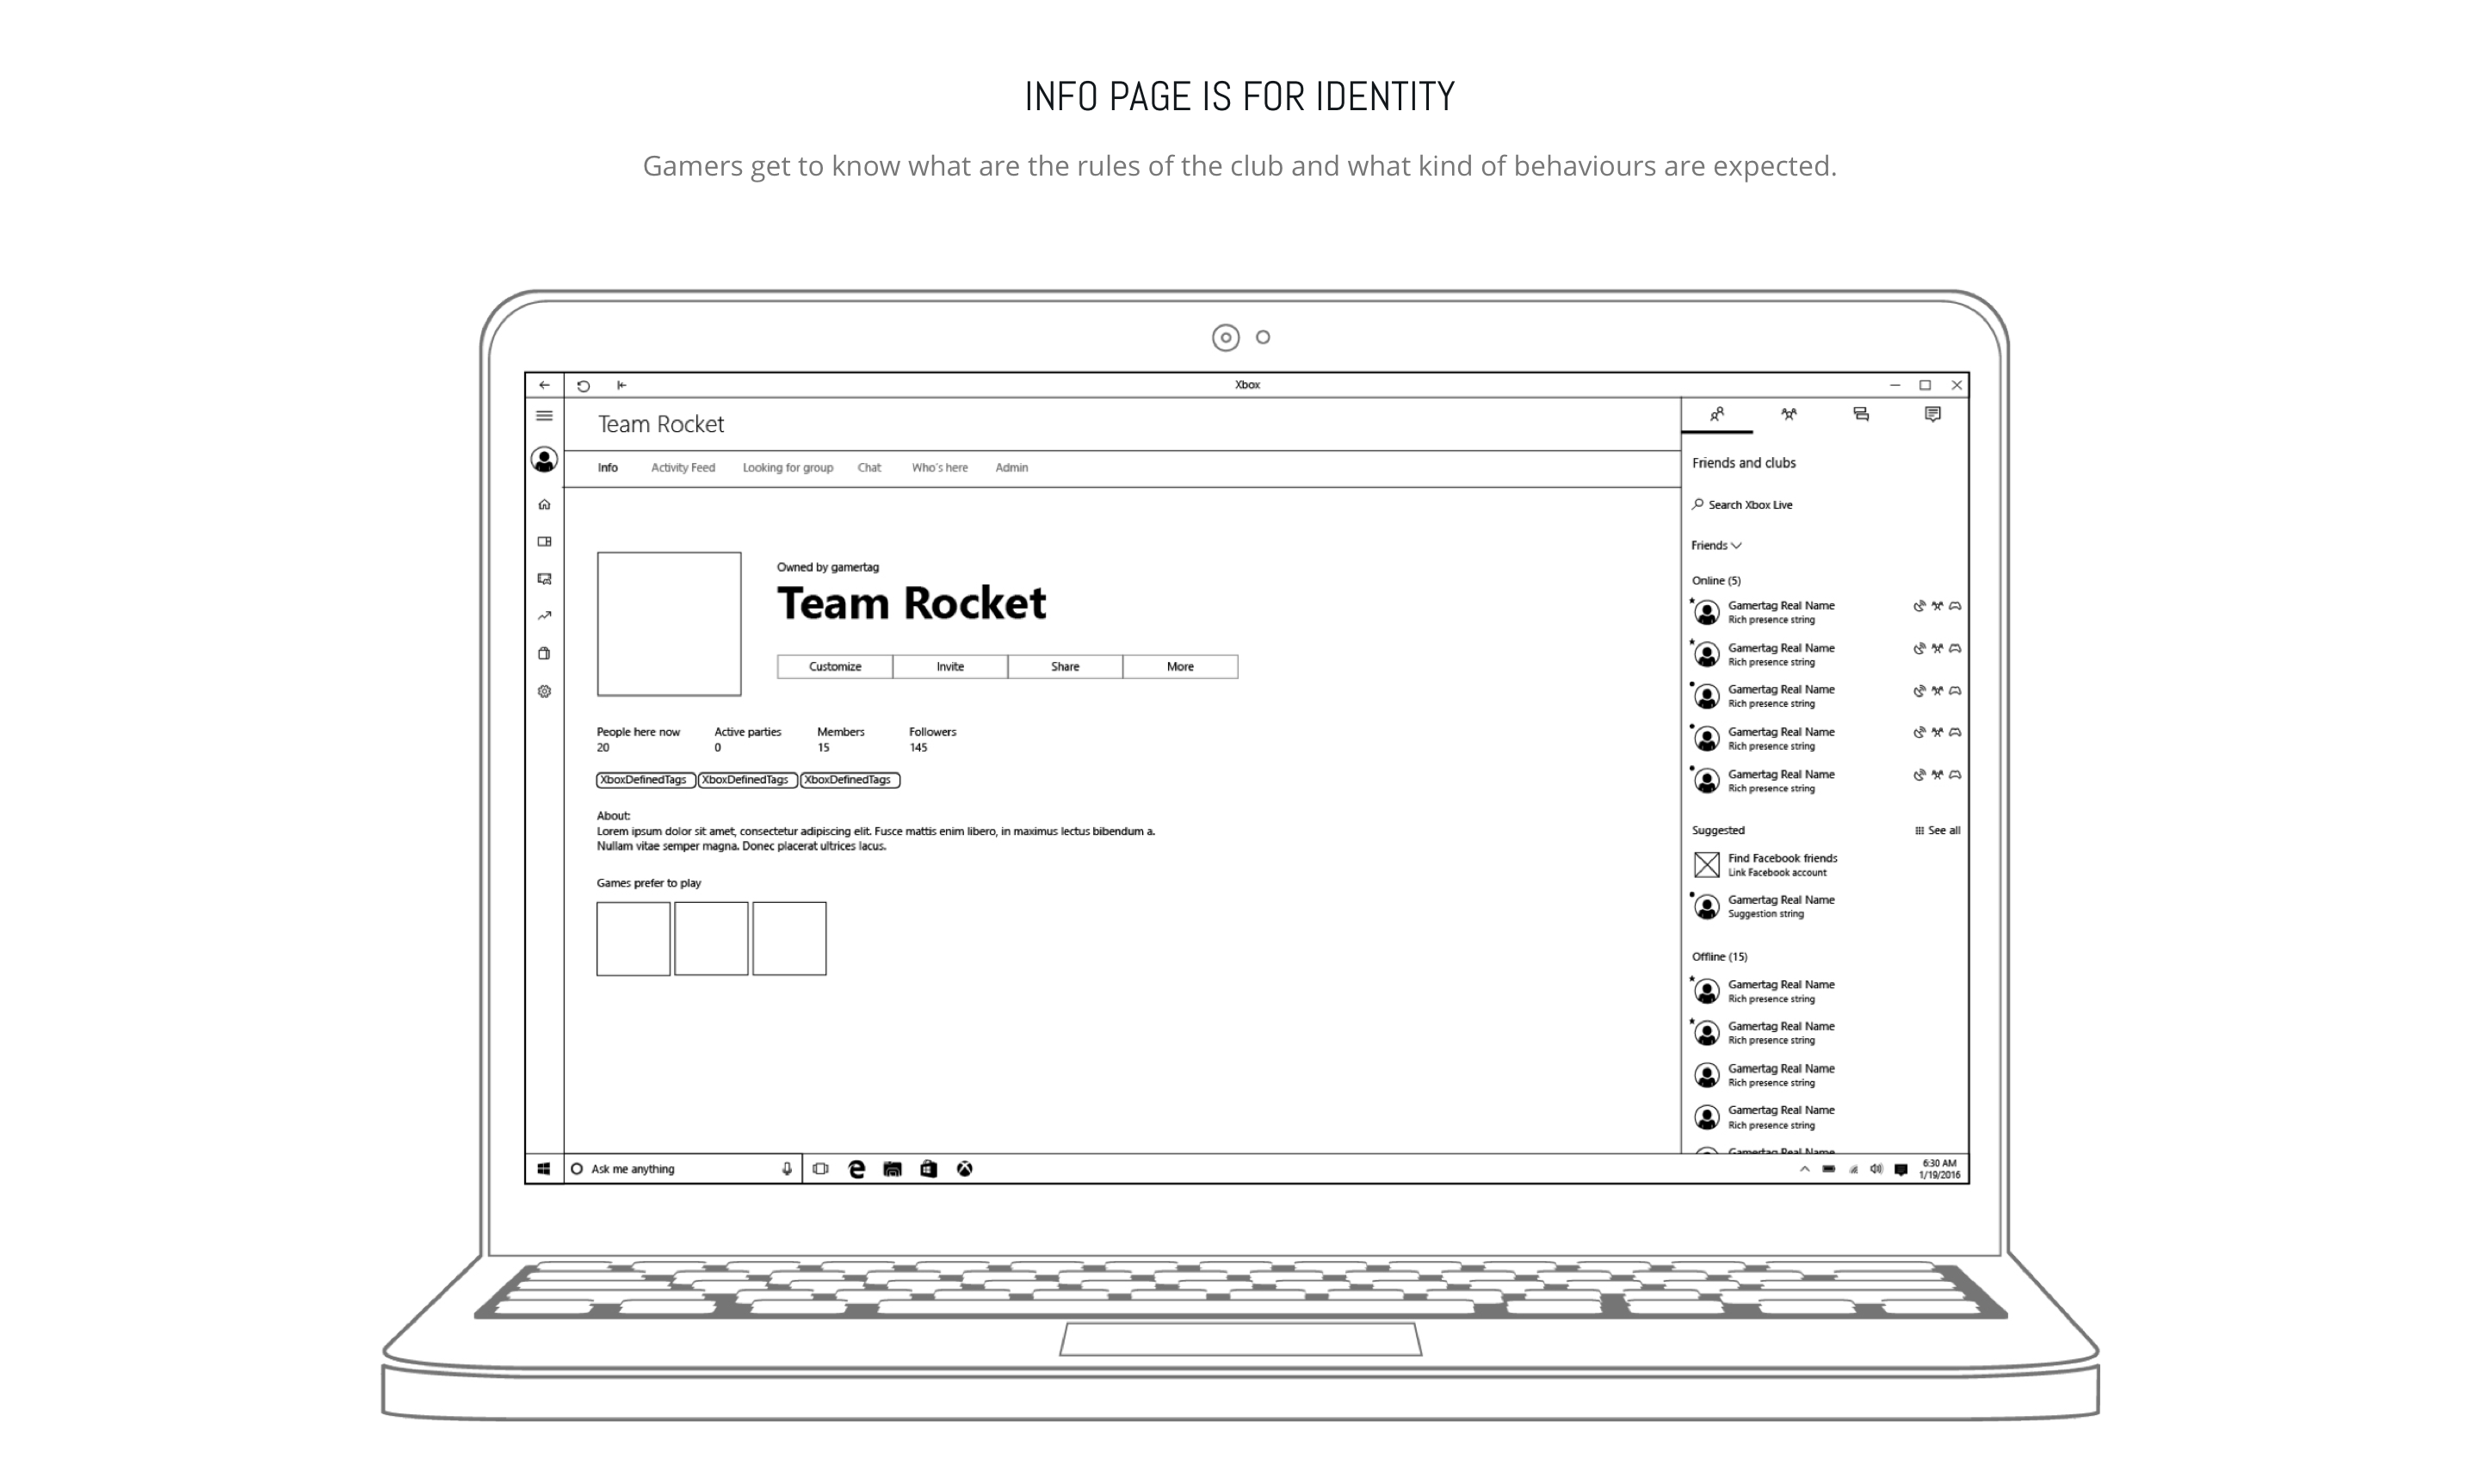 INFO PAGE IS FOR IDENTITY
Gamers get to know what are the rules of the club and what kind of behaviours are expected.
Xbox
Team Rocket
Info Activity Feed Looking for group Chat Who's here Admin
Owned by gamertag
Team Rocket
Customize Invite Share More
People here now Active parties Members Followers
20 0 15 145
XboxDefinedTags XboxDefinedTags XboxDefinedTags
About:
Lorem ipsum dolor sit amet, consectetur adipiscing elit. Fusce mattis enim libero, in maximus lectus bibendum a.
Nullam vitae semper magna. Donec placerat ultrices lacus.
Games prefer to play
Friends and clubs
Search Xbox Live
Friends
Online (5)
Gamertag Real Name
Rich presence string
Gamertag Real Name
Rich presence string
Gamertag Real Name
Rich presence string
Gamertag Real Name
Rich presence string
Gamertag Real Name
Rich presence string
Suggested See all
Find Facebook friends
Link Facebook account
Gamertag Real Name
Suggestion string
Offline (15)
Gamertag Real Name
Rich presence string
Gamertag Real Name
Rich presence string
Gamertag Real Name
Rich presence string
Gamertag Real Name
Rich presence string
Gamertag Real Name
Ask me anything
6:30 AM
1/19/2016